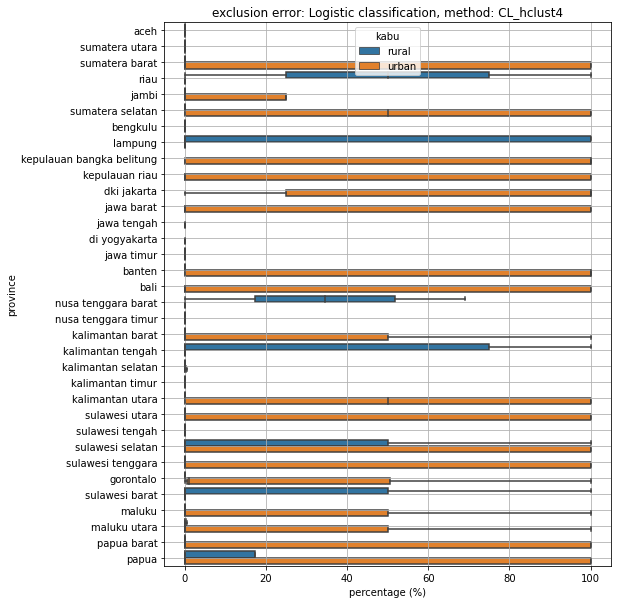 exclusion error: Logistic classification, method: CL_hclust4
kabu
rural
urban
aceh
sumatera utara
sumatera barat
riau
jambi
sumatera selatan
bengkulu
lampung
kepulauan bangka belitung
kepulauan riau
dki jakarta
jawa barat
jawa tengah
di yogyakarta
jawa timur
banten
bali
nusa tenggara barat
nusa tenggara timur
kalimantan barat
kalimantan tengah
kalimantan selatan
kalimantan timur
kalimantan utara
sulawesi utara
sulawesi tengah
sulawesi selatan
sulawesi tenggara
gorontalo
sulawesi barat
maluku
maluku utara
papua barat
papua
province
0 20 40 60 80 100
percentage (%)